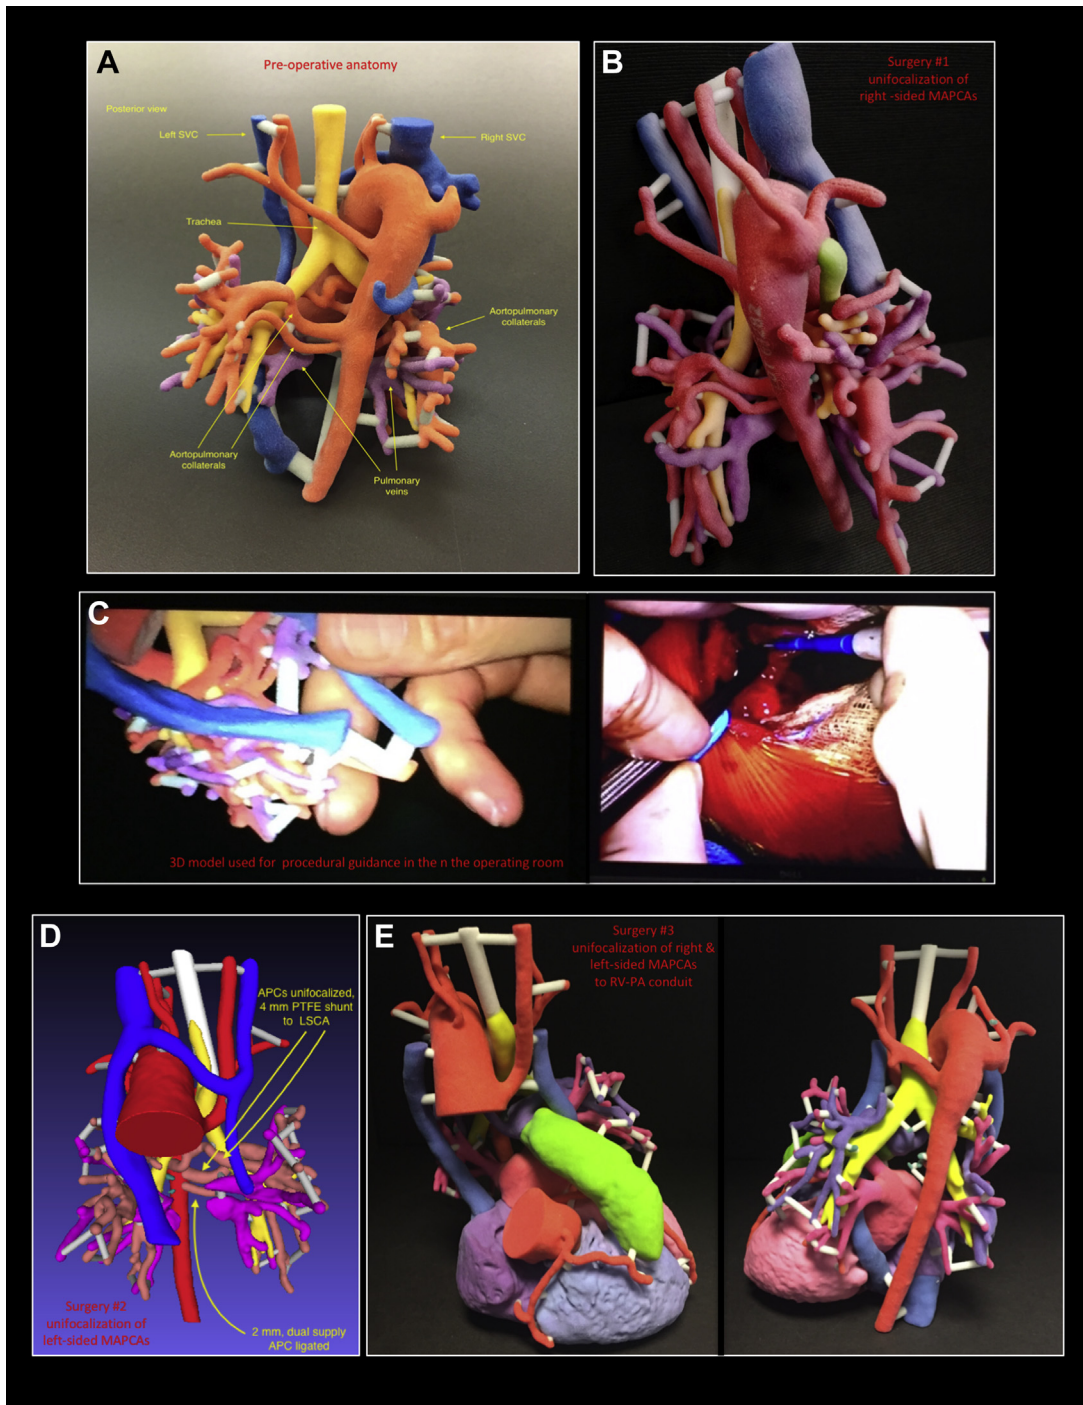 A
Pre-operative anatomy
Posterior view
Left SVC
Right SVC
Trachea
Aortopulmonary
collaterals
Aortopulmonary
collaterals
Pulmonary
veins
B
Surgery #1
unifocalization of
right -sided MAPCAs
C
3D model used for procedural guidance in the n the operating room
D
APCs unifocalized,
4 mm PTFE shunt
to LSCA
Surgery #2
unifocalization of
left-sided MAPCAs
2 mm, dual supply
APC ligated
E
Surgery #3
unifocalization of right &
left-sided MAPCAs
to RV-PA conduit